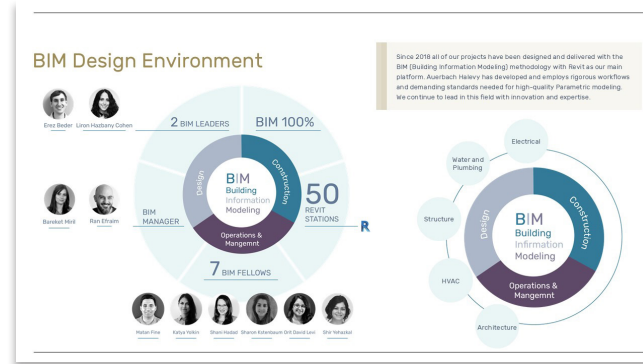 BIM Design Environment
Since 2018 all of our projects have been designed and delivered with the
BIM (Building Information Modeling) methodology with Revit as our main
platform. Auerbach Halevy has developed and employs rigorous workflows
and demanding standards needed for high-quality Parametric modeling.
We continue to lead in this field with innovation and expertise.
Erez Beder
Liron Hazbany Cohen
2 BIM LEADERS
BIM 100%
Design
Construction
Operations &
Mangemnt
BIM
Building
Information
Modeling
Bareket Miril
Ran Efraim
BIM
MANAGER
50
REVIT
STATIONS
R
7 BIM FELLOWS
Matan Fine
Katya Yelkin
Shani Hadad
Sharon Katenbaum
Orit David Levi
Shir Yehezkel
Electrical
Water and
Plumbing
Structure
HVAC
Architecture
Design
Construction
Operations &
Mangemnt
BIM
Building
Infirmation
Modeling